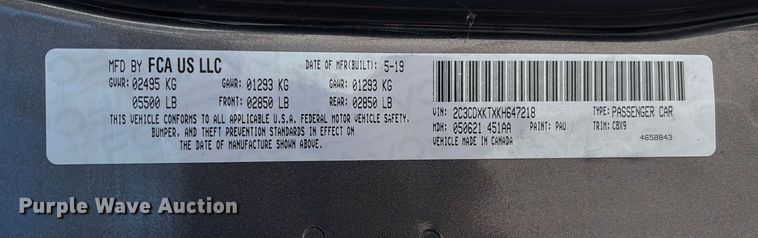 MFD BY FCA US LLC DATE OF MFR(BUILT): 5-19
GVWR: 02495 KG GAWR: 01293 KG GAWR: 01293 KG
05500 LB FRONT: 02850 LB REAR: 02850 LB
THIS VEHICLE CONFORMS TO ALL APPLICABLE U.S.A. FEDERAL MOTOR VEHICLE SAFETY,
BUMPER, AND THEFT PREVENTION STANDARDS IN EFFECT ON
THE DATE OF MANUFACTURE SHOWN ABOVE.
VIN: 2C3CDXKTXKH647218 TYPE: PASSENGER CAR
MDH: 050621 451AA PAINT: PAU TRIM: C8X9
VEHICLE MADE IN CANADA 4658843
Purple Wave Auction